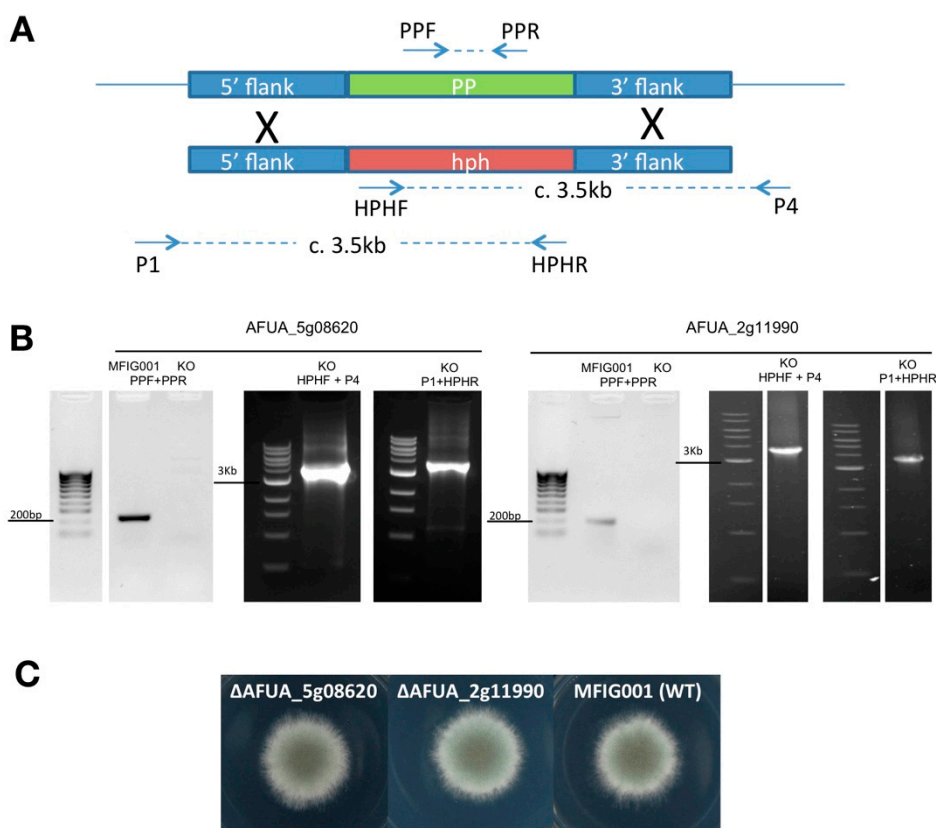 A
PPF PPR
5’ flank PP 3’ flank
X X
5’ flank hph 3’ flank
c. 3.5kb
HPHF P4
c. 3.5kb
P1 HPHR
B
AFUA_5g08620 AFUA_2g11990
MFIG001 KO
PPF+PPR
KO
HPHF + P4
KO
P1+HPHR
MFIG001 KO
PPF+PPR
KO
HPHF + P4
KO
P1+HPHR
3Kb
200bp
3Kb
200bp
C
ΔAFUA_5g08620 ΔAFUA_2g11990 MFIG001 (WT)